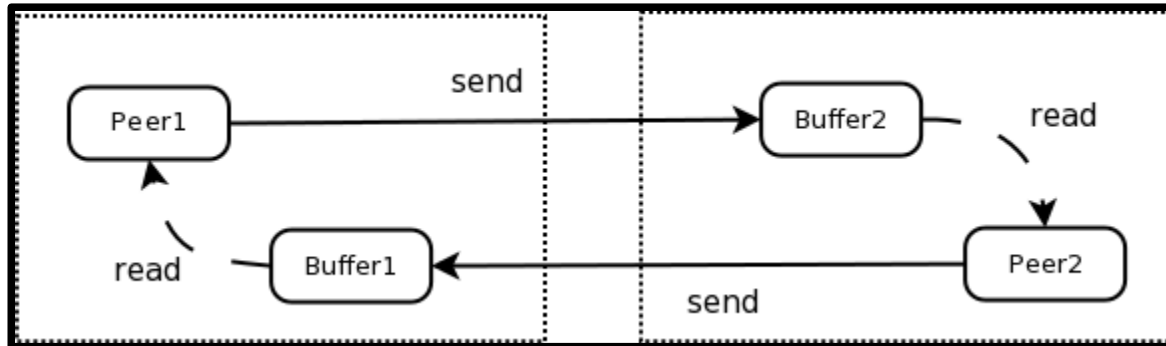 send
Peer1
Buffer2
read
read
Buffer1
Peer2
send